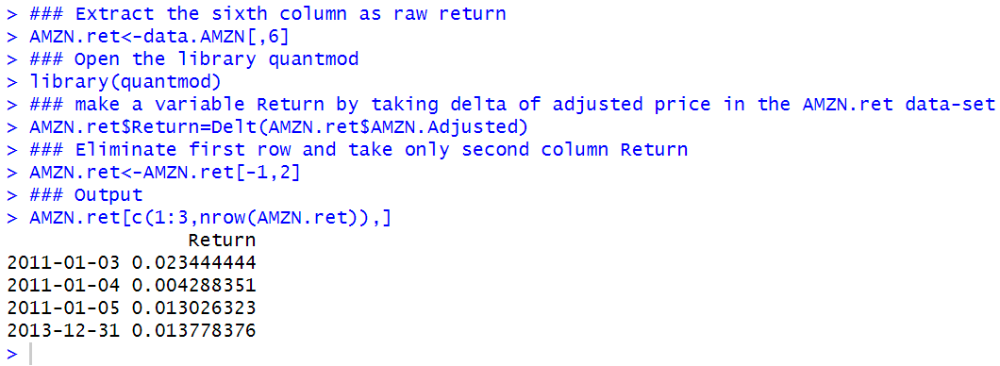 > ### Extract the sixth column as raw return
> AMZN.ret<-data.AMZN[,6]
> ### Open the library quantmod
> library(quantmod)
> ### make a variable Return by taking delta of adjusted price in the AMZN.ret data-set
> AMZN.ret$Return=Delt(AMZN.ret$AMZN.Adjusted)
> ### Eliminate first row and take only second column Return
> AMZN.ret<-AMZN.ret[-1,2]
> ### Output
> AMZN.ret[c(1:3,nrow(AMZN.ret)),]
                Return
2011-01-03 0.023444444
2011-01-04 0.004288351
2011-01-05 0.013026323
2013-12-31 0.013778376
>